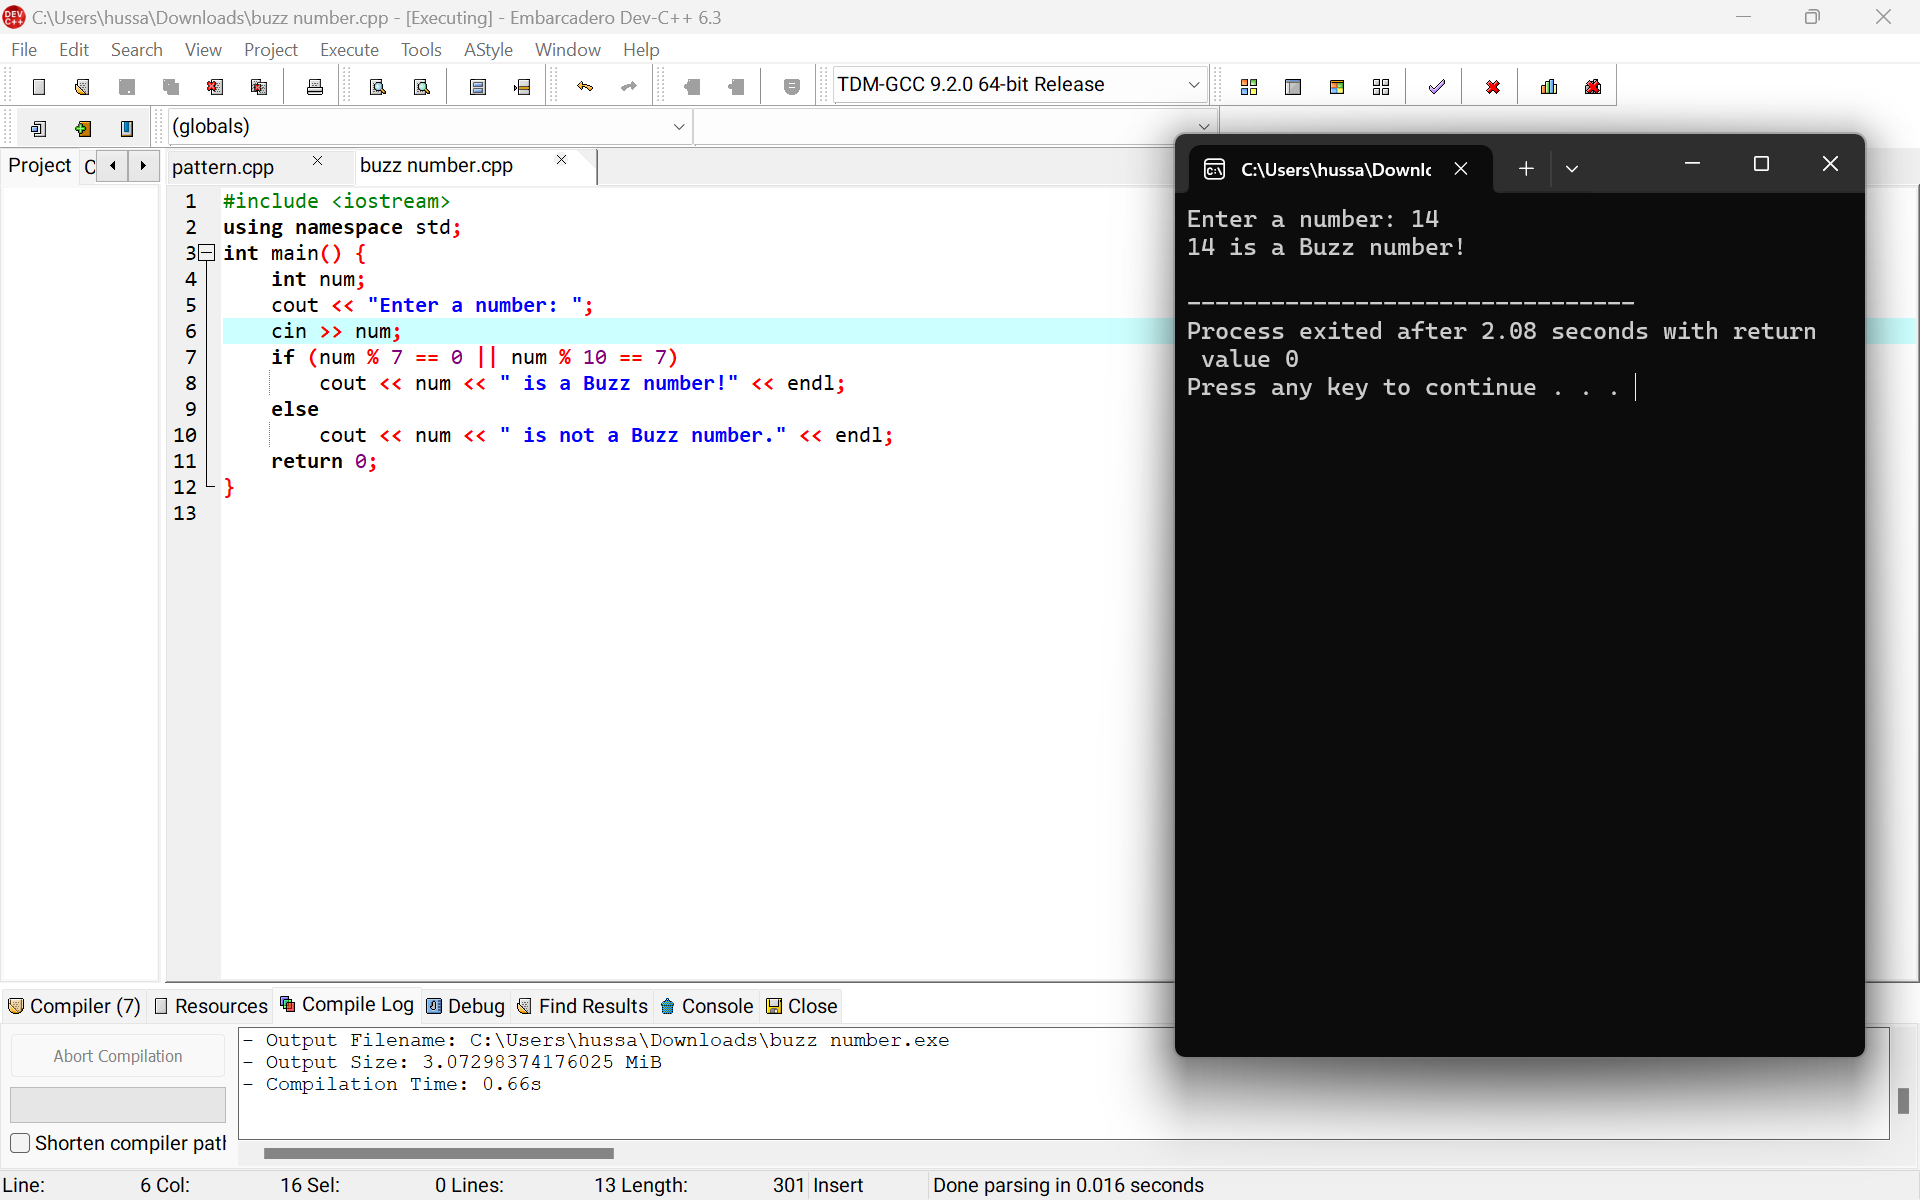 C:\Users\hussa\Downloads\buzz number.cpp - [Executing] - Embarcadero Dev-C++ 6.3
File Edit Search View Project Execute Tools AStyle Window Help
TDM-GCC 9.2.0 64-bit Release
(globals)
Project C
pattern.cpp buzz number.cpp
1 #include <iostream>
2 using namespace std;
3 int main() {
4 int num;
5 cout << "Enter a number: ";
6 cin >> num;
7 if (num % 7 == 0 || num % 10 == 7)
8 cout << num << " is a Buzz number!" << endl;
9 else
10 cout << num << " is not a Buzz number." << endl;
11 return 0;
12 }
13
C:\Users\hussa\Downlc
Enter a number: 14
14 is a Buzz number!
--------------------------------
Process exited after 2.08 seconds with return
value 0
Press any key to continue . . .
Compiler (7) Resources Compile Log Debug Find Results Console Close
Abort Compilation
Shorten compiler path
- Output Filename: C:\Users\hussa\Downloads\buzz number.exe
- Output Size: 3.07298374176025 MiB
- Compilation Time: 0.66s
Line: 6 Col: 16 Sel: 0 Lines: 13 Length: 301 Insert Done parsing in 0.016 seconds